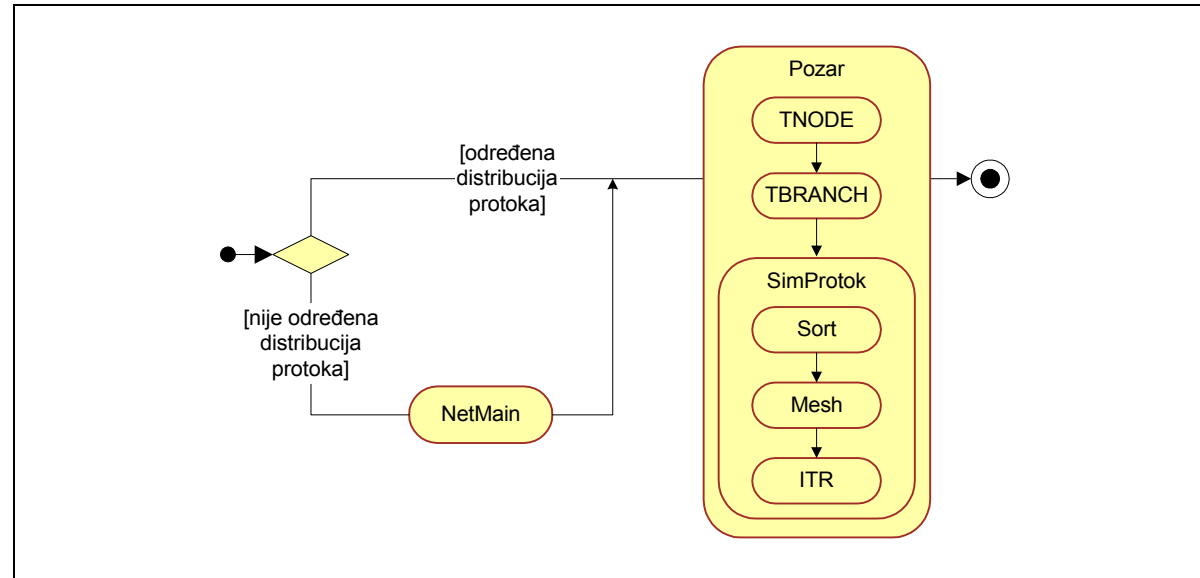 Pozar
TNODE
[određena
distribucija
protoka]
TBRANCH
SimProtok
[nije određena
distribucija
protoka]
Sort
Mesh
NetMain
ITR